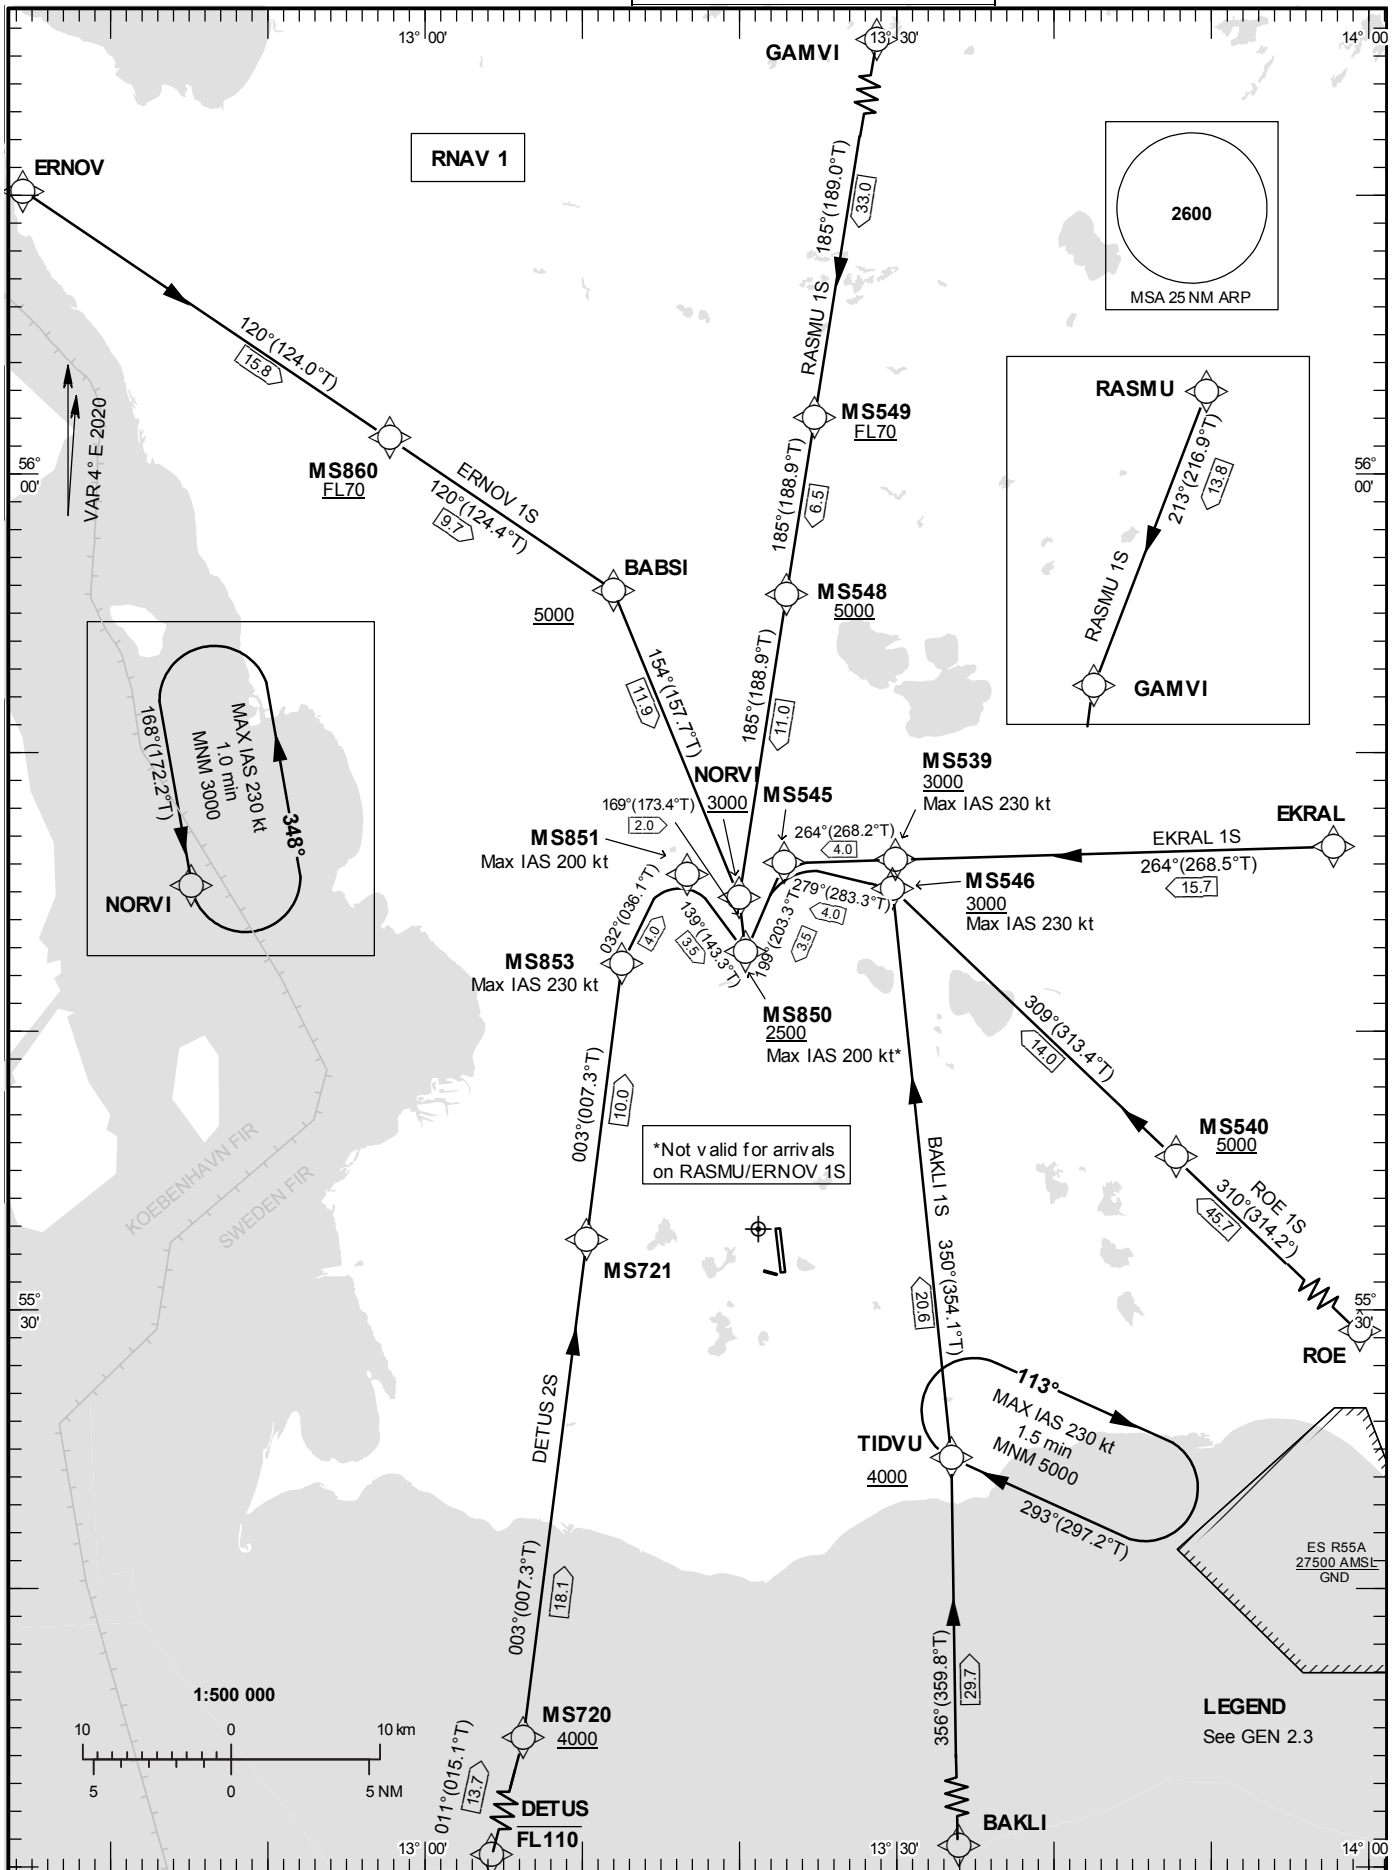 13° 00'
13° 30'
14° 00'
GAMVI
RNAV 1
ERNOV
33.0
185°(189.0°T)
RASMU 1S
2600
MSA 25 NM ARP
120°(124.0°T)
15.8
VAR 4° E 2020
RASMU
213°(216.9°T)
13.8
RASMU 1S
GAMVI
MS549
FL70
MS860
FL70
ERNOV 1S
120°(124.4°T)
9.7
56°
00'
56°
00'
185°(188.9°T)
6.5
BABSI
5000
MS548
5000
154°(157.7°T)
11.9
185°(188.9°T)
11.0
168°(172.2°T)
MAX IAS 230 kt
1.0 min
MNM 3000
348°
NORVI
NORVI
3000
169°(173.4°T)
2.0
MS851
Max IAS 200 kt
MS545
MS539
3000
Max IAS 230 kt
264°(268.2°T)
4.0
EKRAL
EKRAL 1S
264°(268.5°T)
15.7
MS546
3000
Max IAS 230 kt
279°(283.3°T)
4.0
032°(036.1°T)
4.0
139°(143.3°T)
3.5
199°(203.3°T)
3.5
MS853
Max IAS 230 kt
MS850
2500
Max IAS 200 kt*
309°(313.4°T)
14.0
003°(007.3°T)
10.0
*Not valid for arrivals
on RASMU/ERNOV 1S
MS540
5000
ROE 1S
310°(314.2°)
45.7
KOEBENHAVN FIR
SWEDEN FIR
BAKLI 1S
350°(354.1°T)
20.6
MS721
55°
30'
55°
30'
ROE
DETUS 2S
113°
MAX IAS 230 kt
1.5 min
MNM 5000
TIDVU
4000
293°(297.2°T)
ES R55A
27500 AMSL
GND
003°(007.3°T)
18.1
356°(359.8°T)
29.7
1:500 000
10 0 10 km
5 0 5 NM
MS720
4000
LEGEND
See GEN 2.3
011°(015.1°T)
13.7
DETUS
FL110
BAKLI
13° 00'
13° 30'
14° 00'